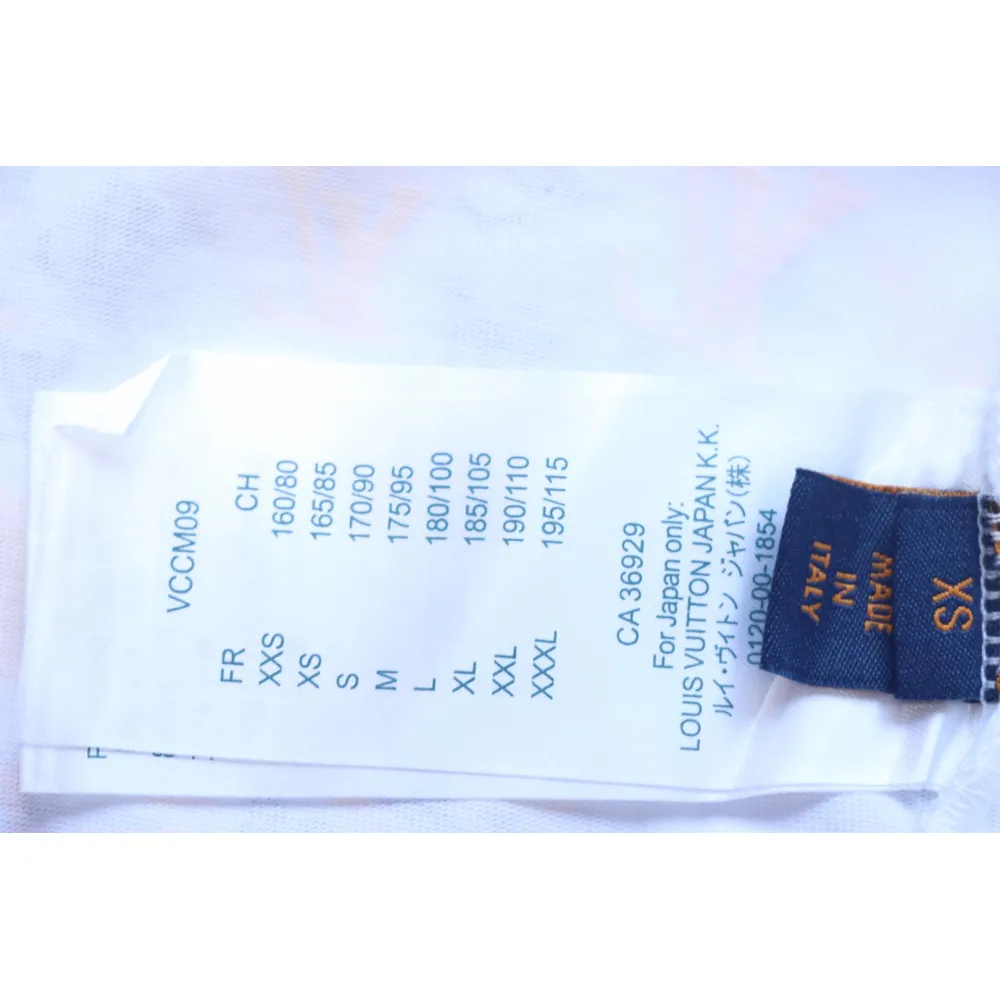 VCCM09
FR CH
XXS 160/80
XS 165/85
S 170/90
M 175/95
L 180/100
XL 185/105
XXL 190/110
XXXL 195/115
CA 36929
For Japan only:
LOUIS VUITTON JAPAN K.K.
ルイ・ヴィトン ジャパン(株)
0120-00-1854
MADE
IN
ITALY
XS